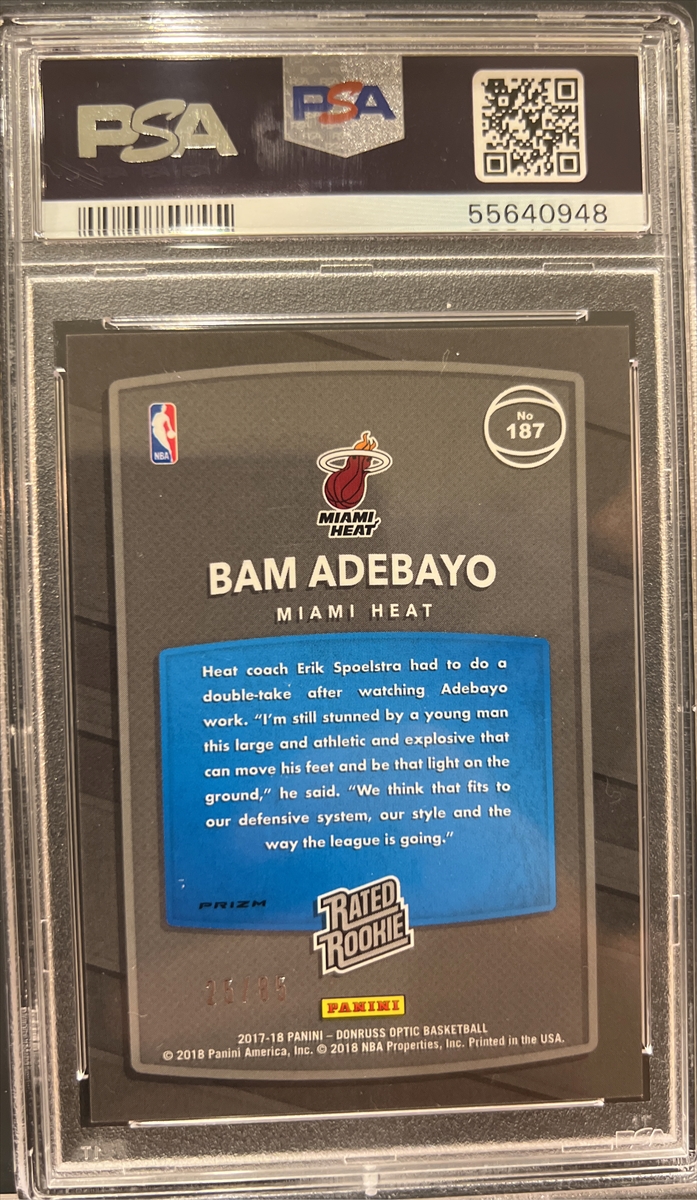 PSA
PSA
55640948
No
187
NBA
MIAMI
HEAT
BAM ADEBAYO
MIAMI HEAT
Heat coach Erik Spoelstra had to do a
double-take after watching Adebayo
work. “I’m still stunned by a young man
this large and athletic and explosive that
can move his feet and be that light on the
ground,” he said. “We think that fits to
our defensive system, our style and the
way the league is going.”
PRIZM
RATED
ROOKIE
PANINI
2017-18 PANINI – DONRUSS OPTIC BASKETBALL
© 2018 Panini America, Inc. © 2018 NBA Properties, Inc. Printed in the USA.
PSA